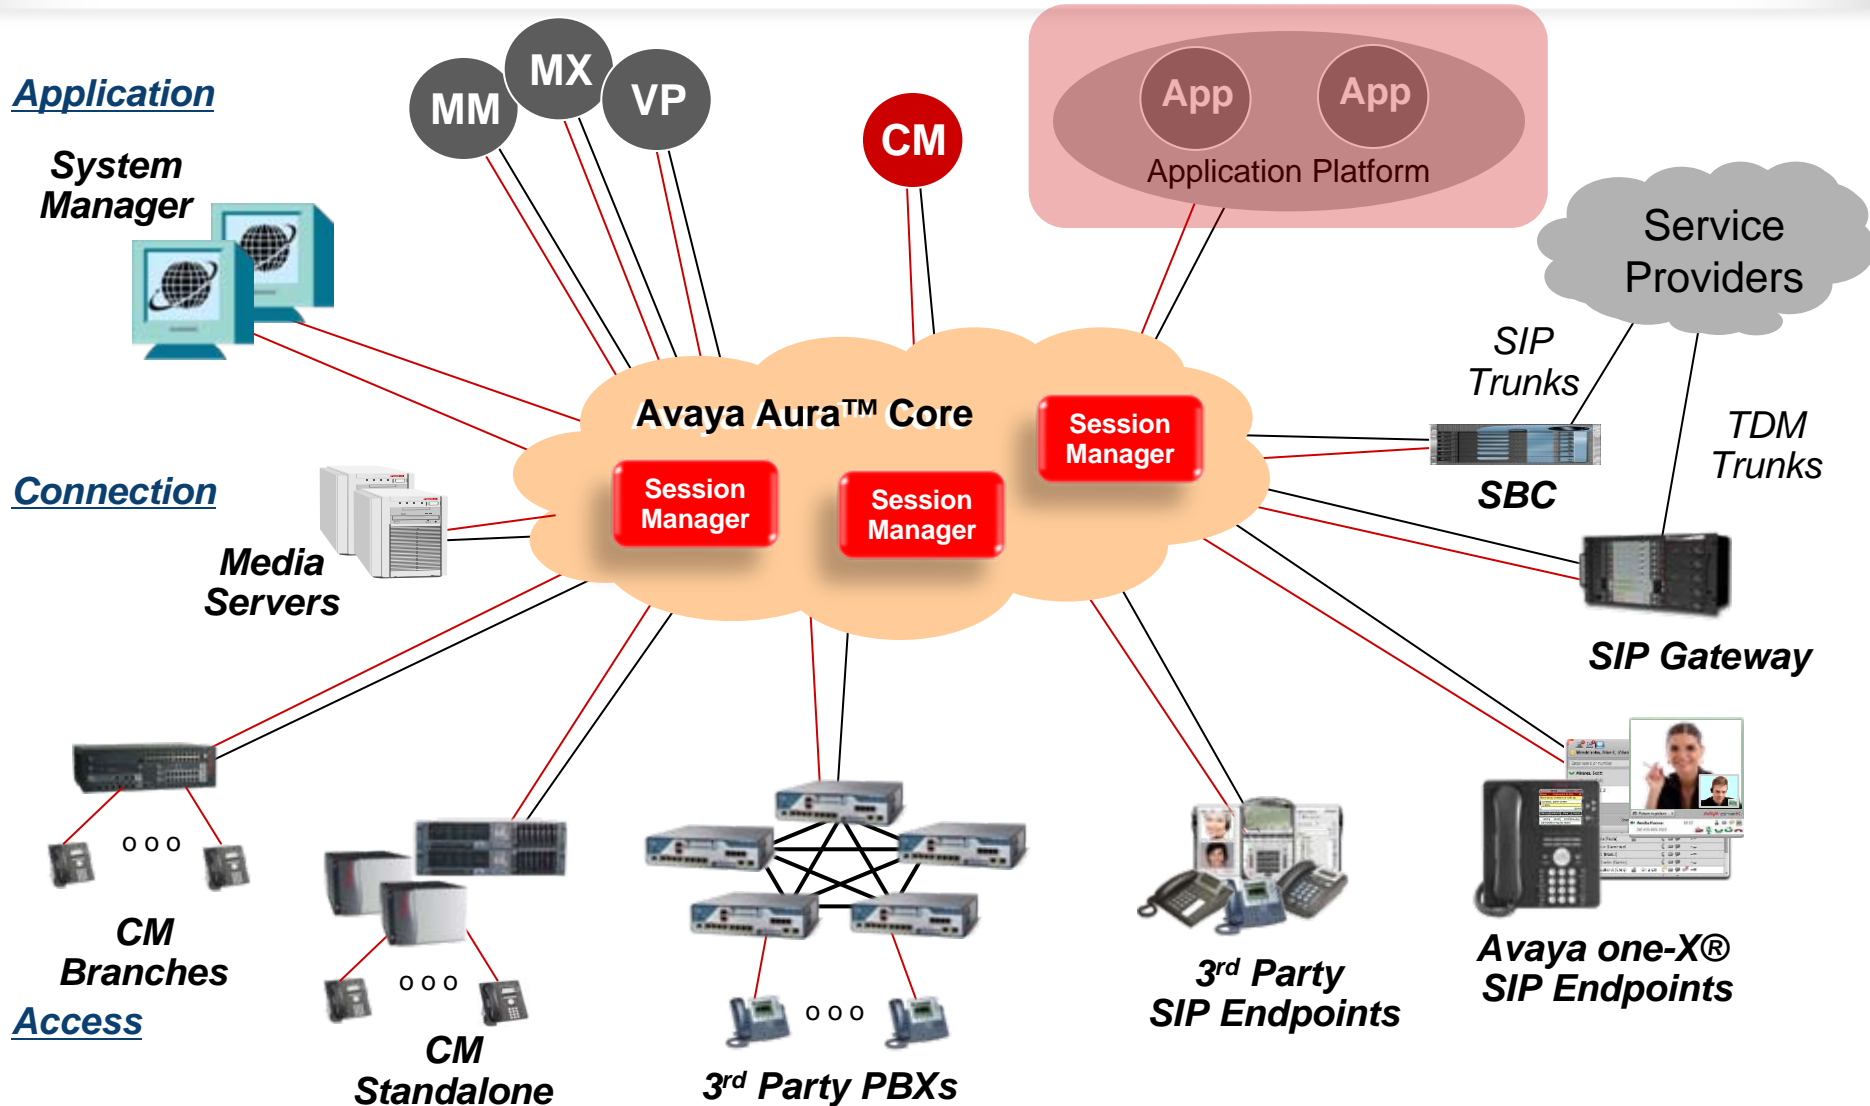 Application
System
Manager
MM
MX
VP
CM
App
App
Application Platform
Service
Providers
SIP
Trunks
TDM
Trunks
Avaya Aura™ Core
Session
Manager
Session
Manager
Session
Manager
SBC
Connection
Media
Servers
SIP Gateway
o o o
CM
Branches
Access
o o o
CM
Standalone
o o o
3rd Party PBXs
3rd Party
SIP Endpoints
Avaya one-X®
SIP Endpoints